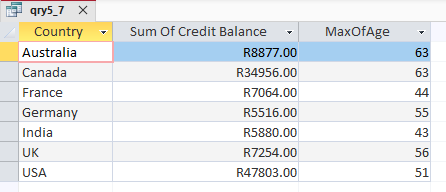 qry5_7
Country Sum Of Credit Balance MaxOfAge
Australia R8877.00 63
Canada R34956.00 63
France R7064.00 44
Germany R5516.00 55
India R5880.00 43
UK R7254.00 56
USA R47803.00 51